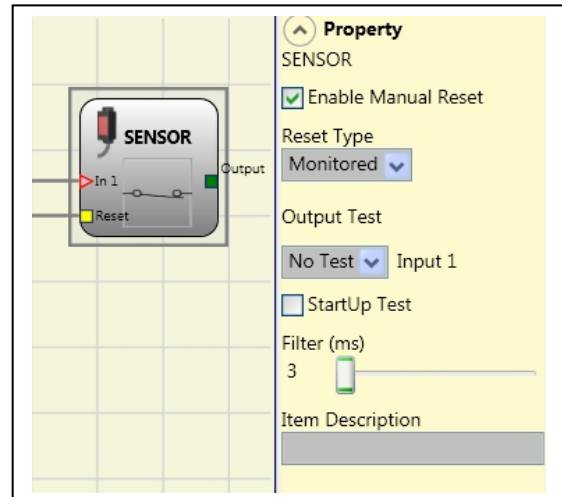 SENSOR
In 1
Output
Reset
Property
SENSOR
Enable Manual Reset
Reset Type
Monitored
Output Test
No Test Input 1
StartUp Test
Filter (ms)
3
Item Description